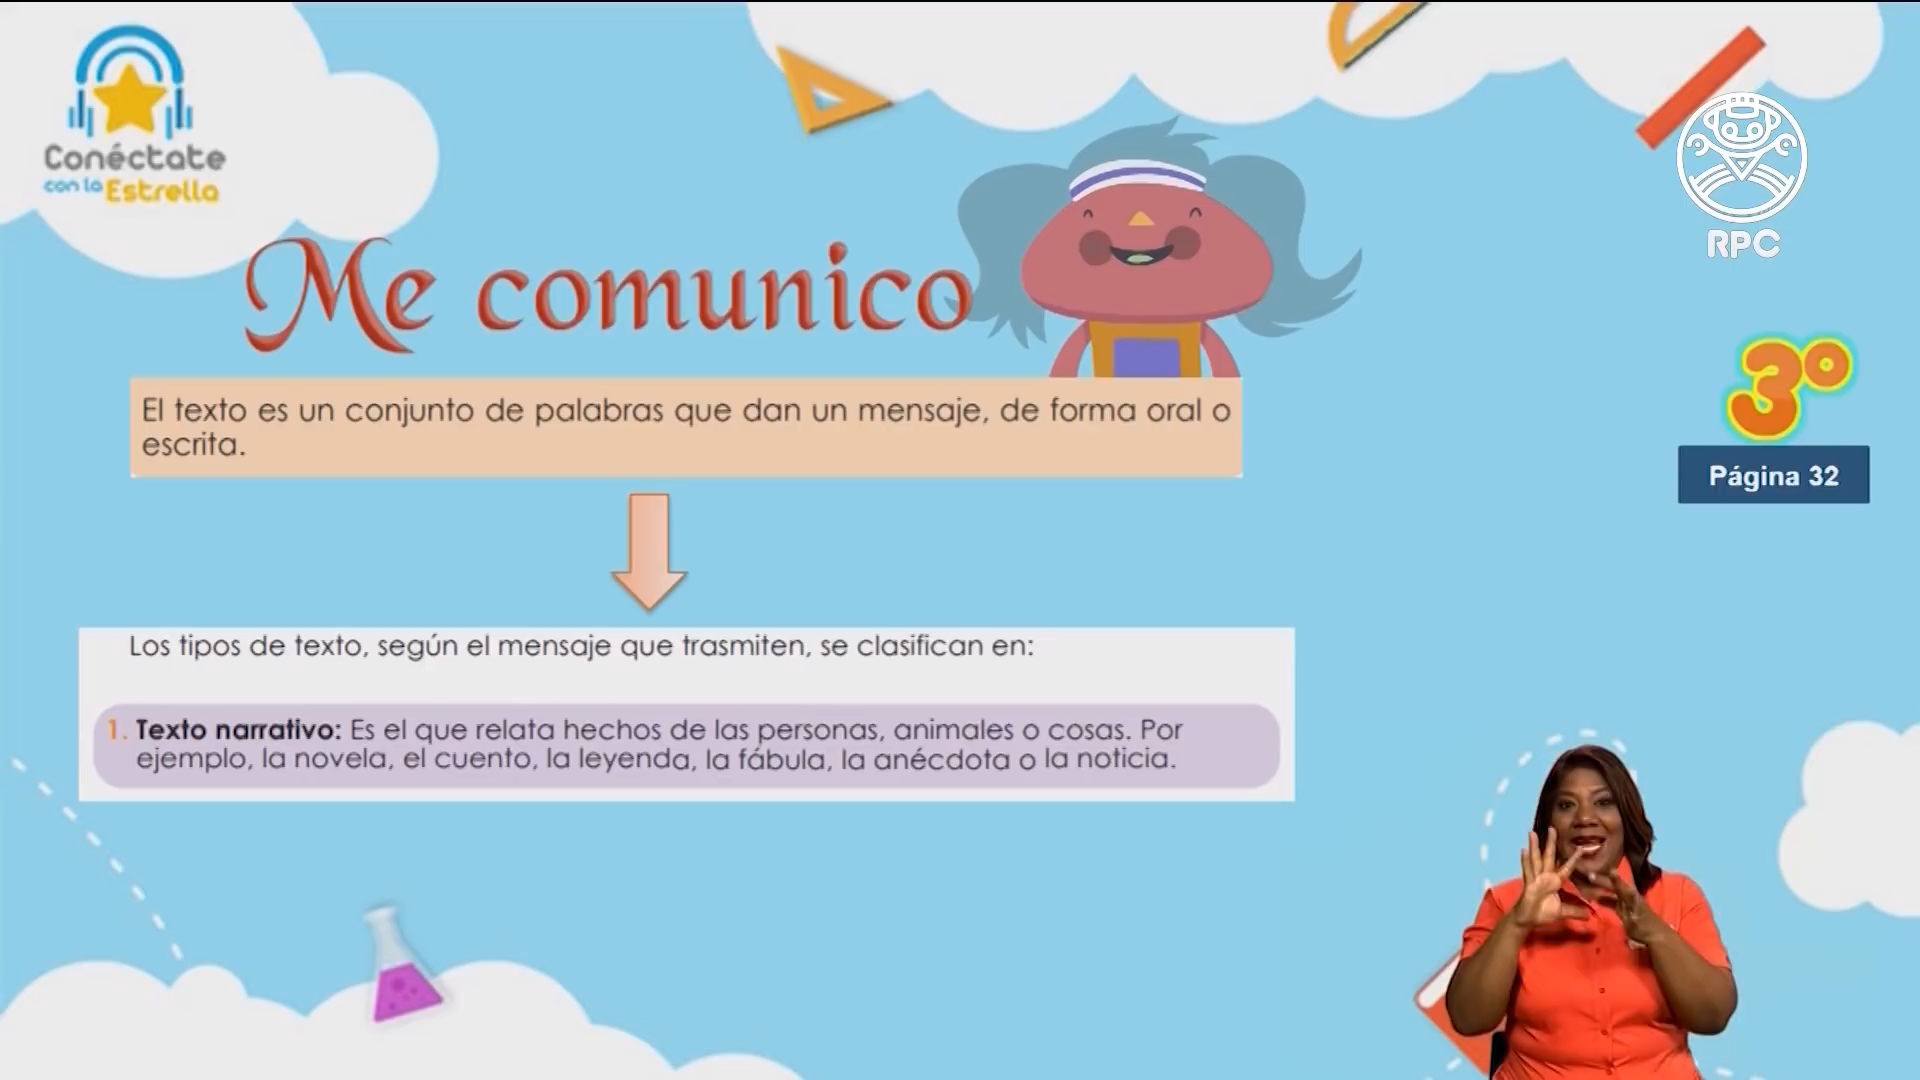 Conéctate
con la Estrella
RPC
Me comunico
3º
Página 32
El texto es un conjunto de palabras que dan un mensaje, de forma oral o
escrita.
Los tipos de texto, según el mensaje que trasmiten, se clasifican en:
1. Texto narrativo: Es el que relata hechos de las personas, animales o cosas. Por
ejemplo, la novela, el cuento, la leyenda, la fábula, la anécdota o la noticia.